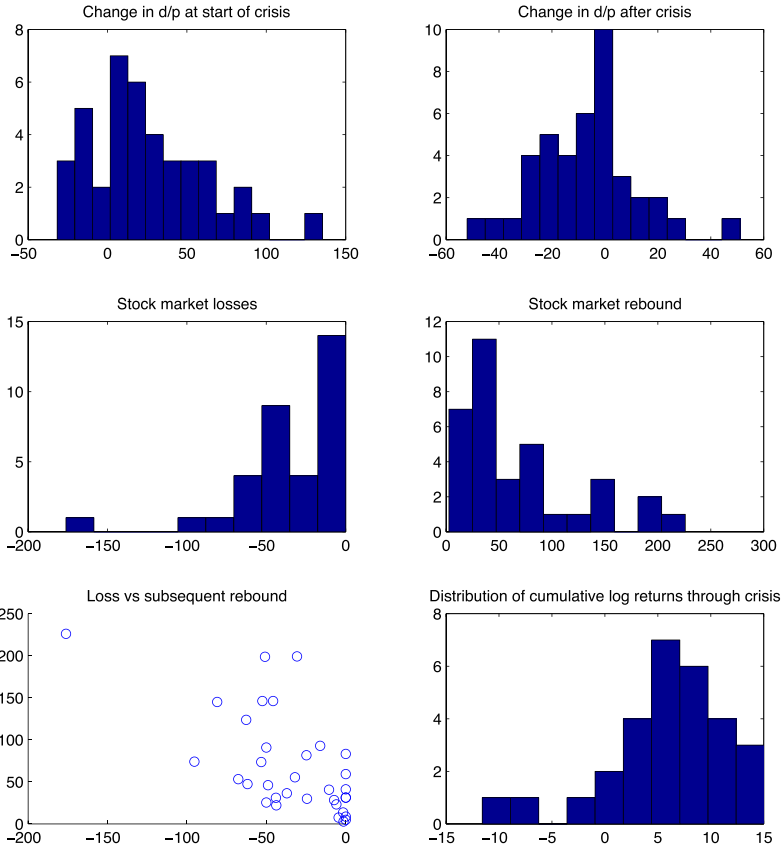 Change in d/p at start of crisis
8
6
4
2
0
−50 0 50 100 150
Change in d/p after crisis
10
8
6
4
2
0
−60 −40 −20 0 20 40 60
Stock market losses
15
10
5
0
−200 −150 −100 −50 0
Stock market rebound
12
10
8
6
4
2
0
0 50 100 150 200 250 300
Loss vs subsequent rebound
250
200
150
100
50
0
−200 −150 −100 −50 0
Distribution of cumulative log returns through crisis
8
6
4
2
0
−15 −10 −5 0 5 10 15